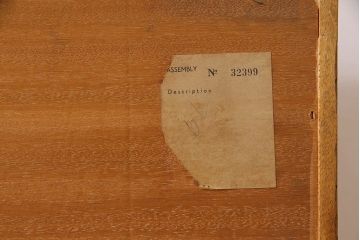 ASSEMBLY Nº 32399
Description